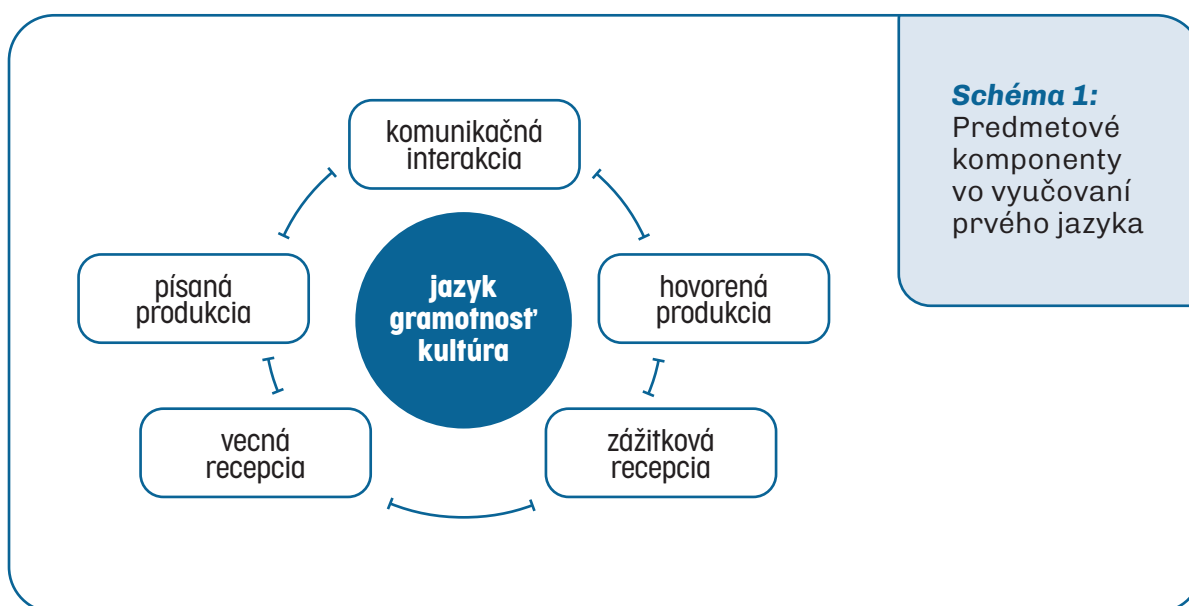 Schéma 1:
Predmetové
komponenty
vo vyučovaní
prvého jazyka
komunikačná
interakcia
písaná
produkcia
jazyk
gramotnosť
kultúra
hovorená
produkcia
vecná
recepcia
zážitková
recepcia